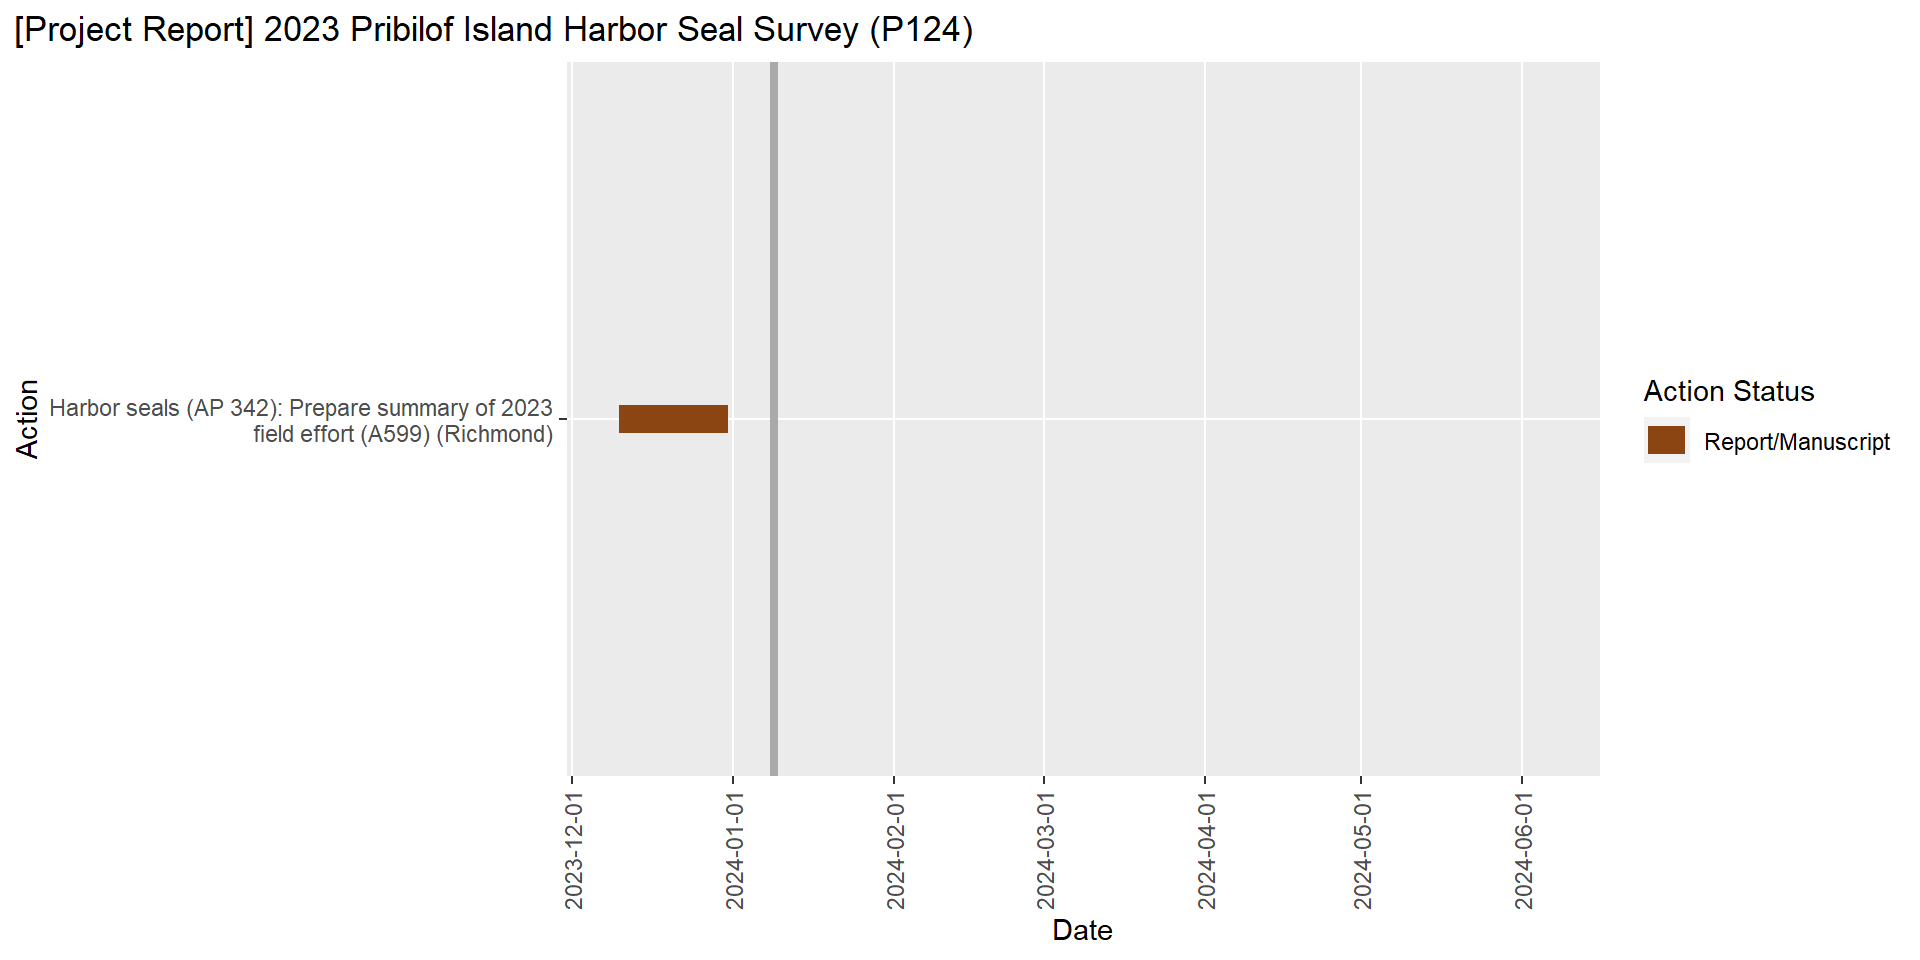 [Project Report] 2023 Pribilof Island Harbor Seal Survey (P124)
Action
Harbor seals (AP 342): Prepare summary of 2023
field effort (A599) (Richmond)
Action Status
Report/Manuscript
2023-12-01
2024-01-01
2024-02-01
2024-03-01
2024-04-01
2024-05-01
2024-06-01
Date